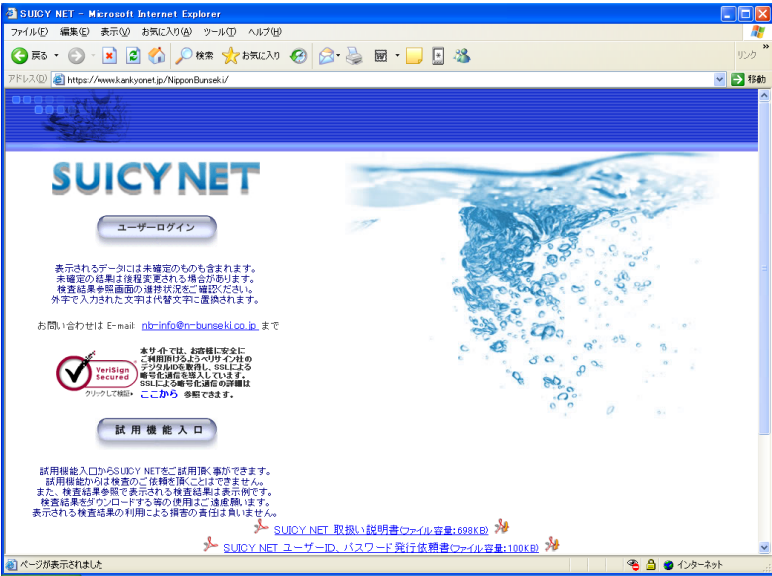 SUICY NET - Microsoft Internet Explorer
ファイル(F) 編集(E) 表示(V) お気に入り(A) ツール(T) ヘルプ(H)
戻る 検索 お気に入り リンク
アドレス(D) https://www.kankyonet.jp/NipponBunseki/ 移動
SUICY NET
ユーザーログイン
表示されるデータには未確定のものも含まれます。
未確定の結果は後程変更される場合があります。
検査結果参照画面の進捗状況をご確認ください。
外字で入力された文字は代替文字に置換されます。
お問い合わせは E-mail: nb-info@n-bunseki.co.jp まで
VeriSign
Secured
クリックして検証▸
本サイトでは、お客様に安全に
ご利用頂けるようベリサイン社の
デジタルIDを取得し、SSLによる
暗号化通信を導入しています。
SSLによる暗号化通信の詳細は
ここから 参照できます。
試用機能入口
試用機能入口からSUICY NETをご試用頂く事ができます。
試用機能からは検査のご依頼を頂くことはできません。
また、検査結果参照で表示される検査結果は表示例です。
検査結果をダウンロードする等の使用はご遠慮願います。
表示される検査結果の利用による損害の責任は負いません。
SUICY NET 取扱い説明書(ファイル容量:698KB)
SUICY NET ユーザーID、パスワード発行依頼書(ファイル容量:100KB)
ページが表示されました インターネット